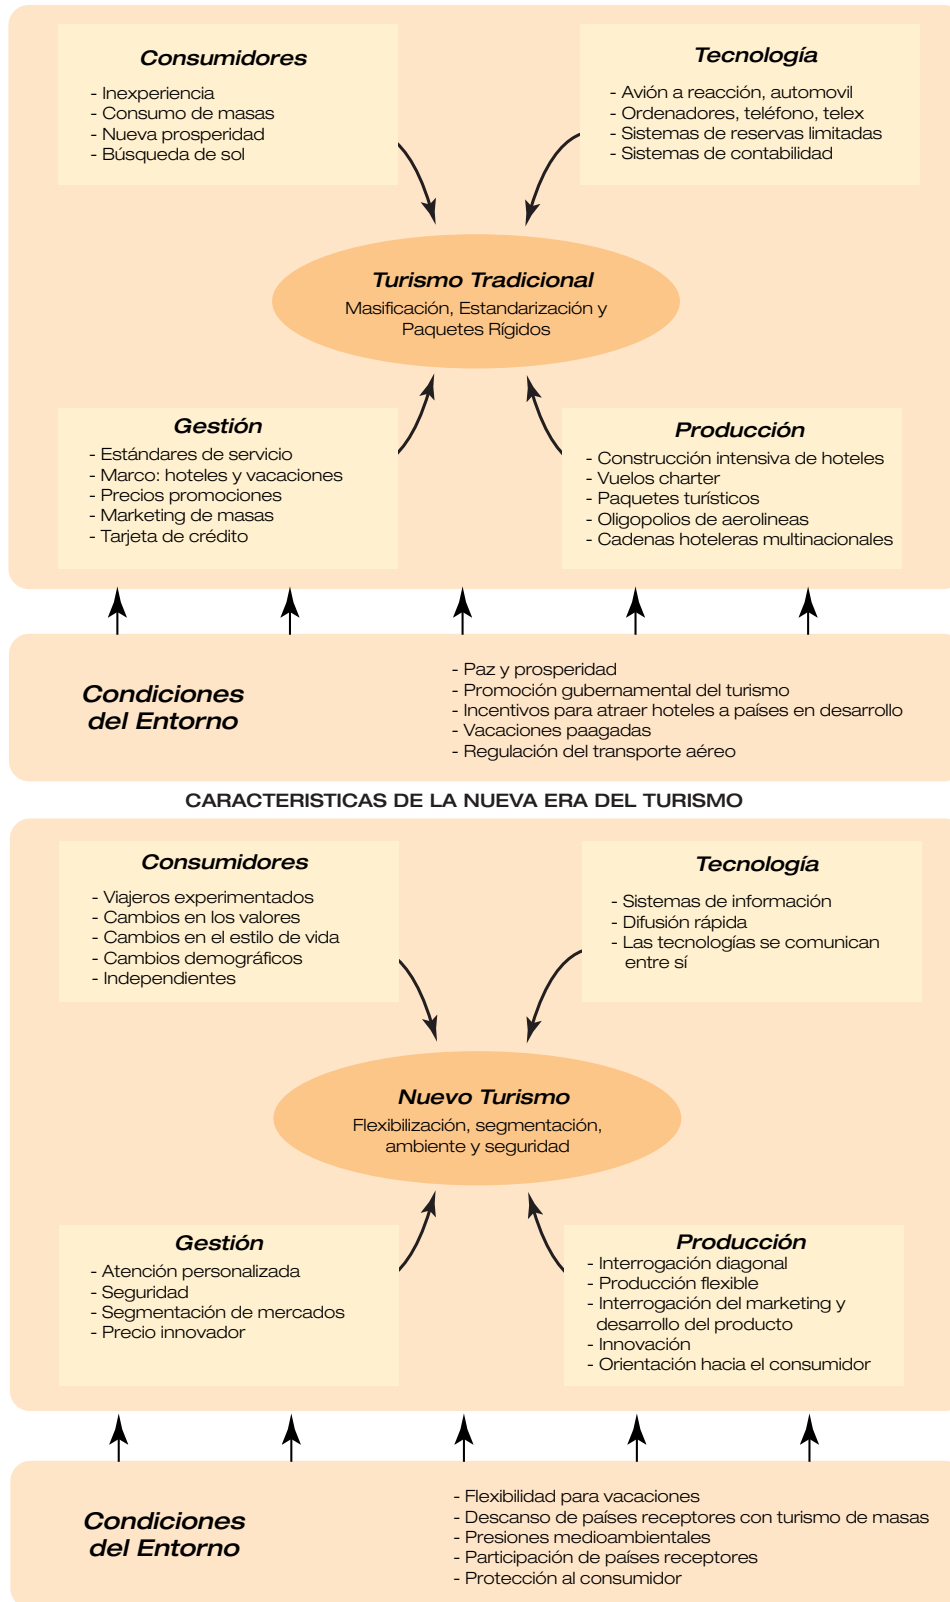 Consumidores
- Inexperiencia
- Consumo de masas
- Nueva prosperidad
- Búsqueda de sol
Tecnología
- Avión a reacción, automovil
- Ordenadores, teléfono, telex
- Sistemas de reservas limitadas
- Sistemas de contabilidad
Turismo Tradicional
Masificación, Estandarización y
Paquetes Rígidos
Gestión
- Estándares de servicio
- Marco: hoteles y vacaciones
- Precios promociones
- Marketing de masas
- Tarjeta de crédito
Producción
- Construcción intensiva de hoteles
- Vuelos charter
- Paquetes turísticos
- Oligopolios de aerolineas
- Cadenas hoteleras multinacionales
Condiciones
del Entorno
- Paz y prosperidad
- Promoción gubernamental del turismo
- Incentivos para atraer hoteles a países en desarrollo
- Vacaciones paagadas
- Regulación del transporte aéreo
CARACTERISTICAS DE LA NUEVA ERA DEL TURISMO
Consumidores
- Viajeros experimentados
- Cambios en los valores
- Cambios en el estilo de vida
- Cambios demográficos
- Independientes
Tecnología
- Sistemas de información
- Difusión rápida
- Las tecnologías se comunican
entre sí
Nuevo Turismo
Flexibilización, segmentación,
ambiente y seguridad
Gestión
- Atención personalizada
- Seguridad
- Segmentación de mercados
- Precio innovador
Producción
- Interrogación diagonal
- Producción flexible
- Interrogación del marketing y
desarrollo del producto
- Innovación
- Orientación hacia el consumidor
Condiciones
del Entorno
- Flexibilidad para vacaciones
- Descanso de países receptores con turismo de masas
- Presiones medioambientales
- Participación de países receptores
- Protección al consumidor